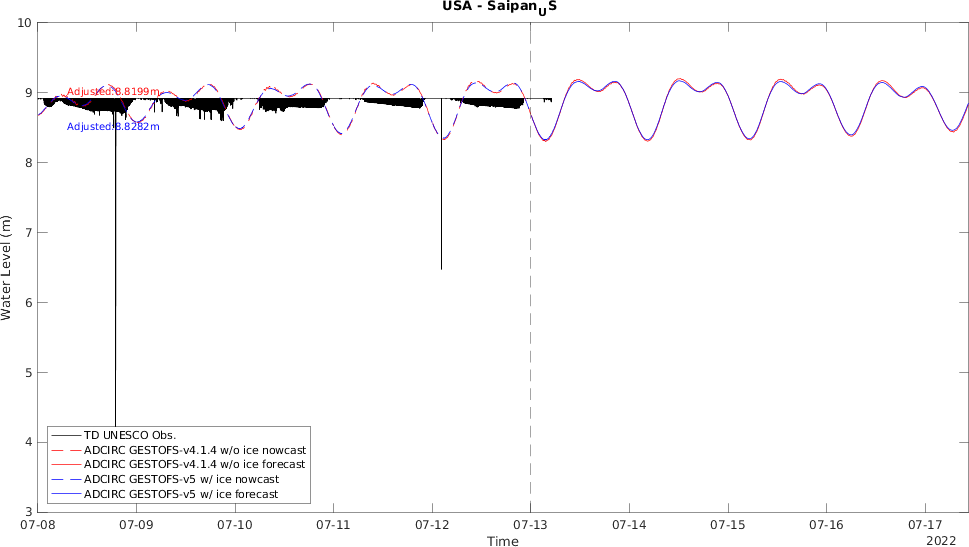 USA - Saipan_US
10
9
8
7
6
5
4
3
Water Level (m)
Adjusted:8.8199m
Adjusted:8.8282m
TD UNESCO Obs.
ADCIRC GESTOFS-v4.1.4 w/o ice nowcast
ADCIRC GESTOFS-v4.1.4 w/o ice forecast
ADCIRC GESTOFS-v5 w/ ice nowcast
ADCIRC GESTOFS-v5 w/ ice forecast
07-08 07-09 07-10 07-11 07-12 07-13 07-14 07-15 07-16 07-17
Time
2022